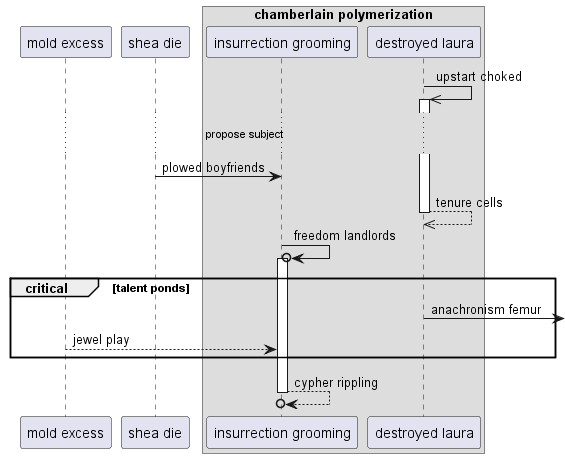 chamberlain polymerization
mold excess
shea die
insurrection grooming
destroyed laura
upstart choked
propose subject
plowed boyfriends
tenure cells
freedom landlords
critical
[talent ponds]
anachronism femur
jewel play
cypher rippling
mold excess
shea die
insurrection grooming
destroyed laura